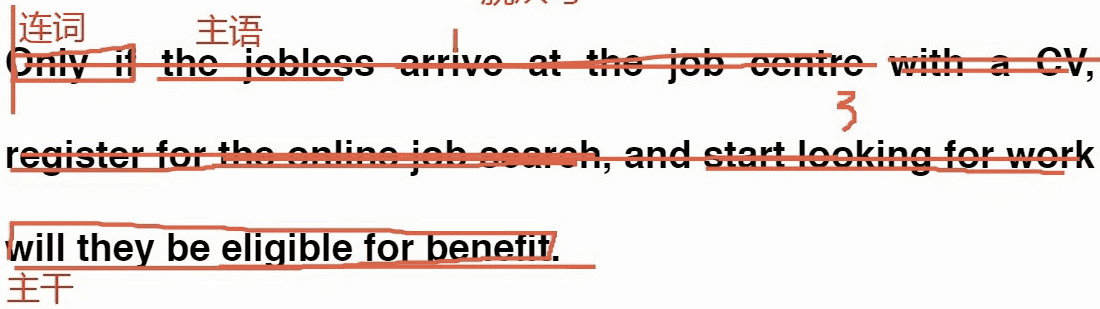 连词
主语
1
Only if the jobless arrive at the job centre with a CV,
3
register for the online job search, and start looking for work
will they be eligible for benefit.
主干